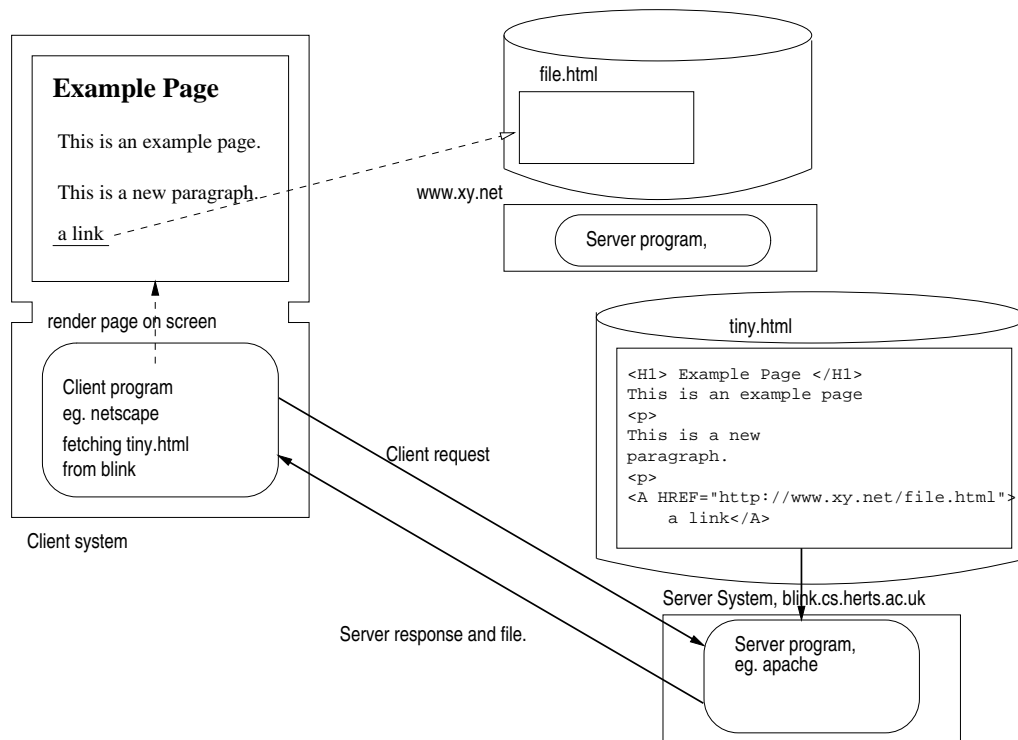 Example Page
This is an example page.
This is a new paragraph.
a link
render page on screen
Client program
eg. netscape
fetching tiny.html
from blink
Client system
file.html
www.xy.net
Server program,
tiny.html
<H1> Example Page </H1>
This is an example page
<p>
This is a new
paragraph.
<p>
<A HREF="http://www.xy.net/file.html">
a link</A>
Client request
Server response and file.
Server System, blink.cs.herts.ac.uk
Server program,
eg. apache